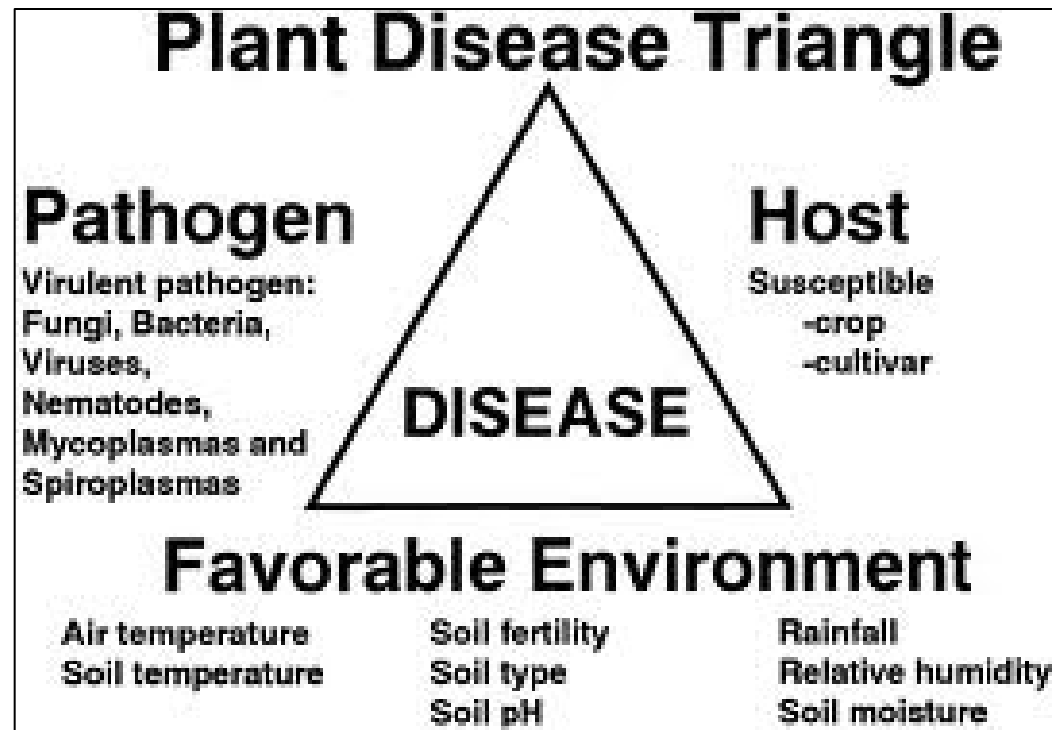 Plant Disease Triangle
Pathogen
Virulent pathogen:
Fungi, Bacteria,
Viruses,
Nematodes,
Mycoplasmas and
Spiroplasmas
Host
Susceptible
-crop
-cultivar
DISEASE
Favorable Environment
Air temperature
Soil temperature
Soil fertility
Soil type
Soil pH
Rainfall
Relative humidity
Soil moisture